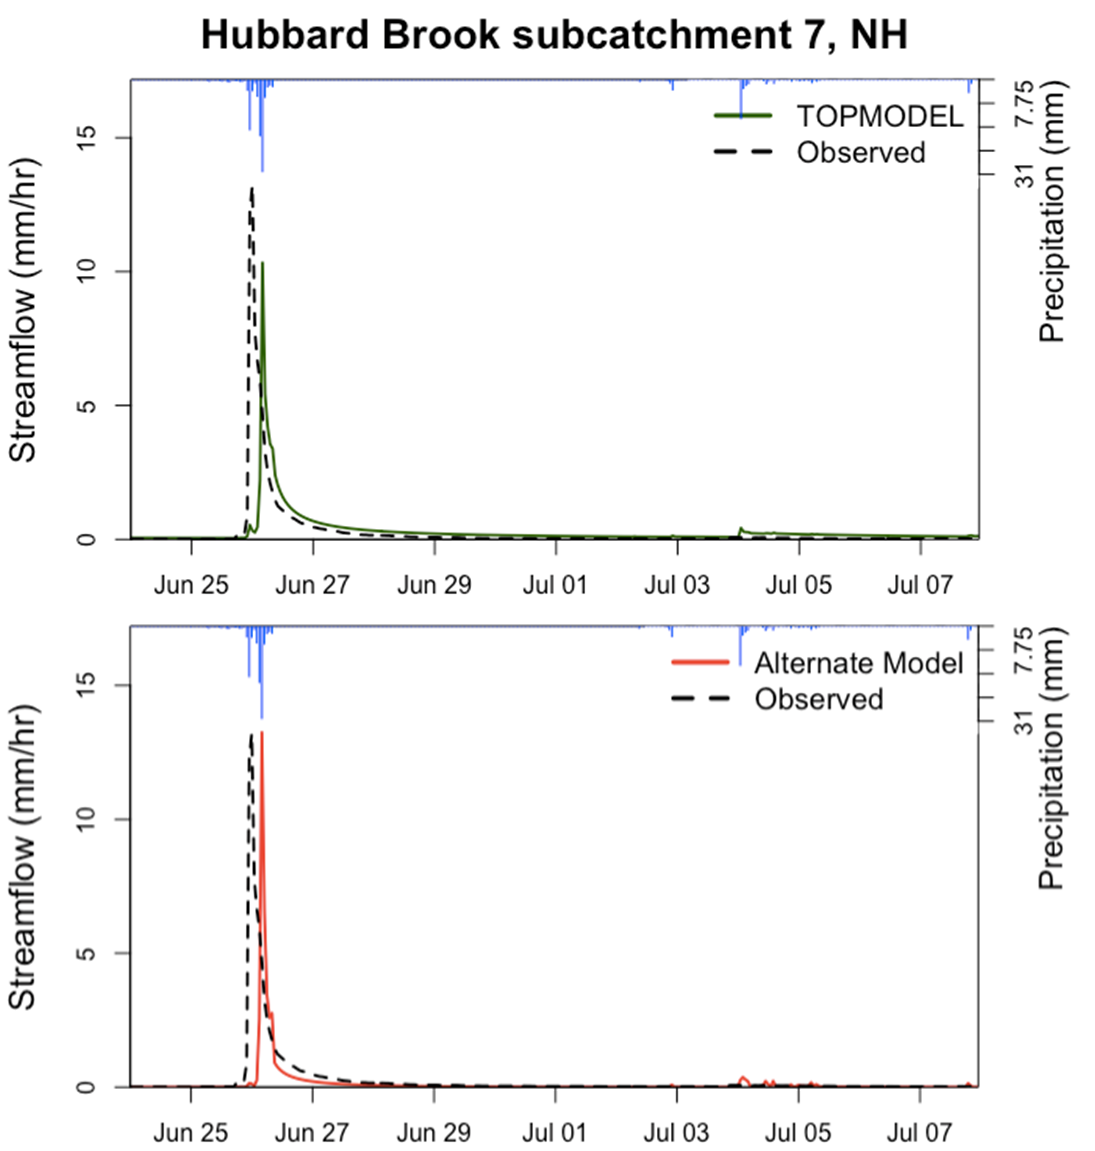 Hubbard Brook subcatchment 7, NH
Streamflow (mm/hr)
15
10
5
0
TOPMODEL
Observed
7.75
31
Precipitation (mm)
Jun 25 Jun 27 Jun 29 Jul 01 Jul 03 Jul 05 Jul 07
Streamflow (mm/hr)
15
10
5
0
Alternate Model
Observed
7.75
31
Precipitation (mm)
Jun 25 Jun 27 Jun 29 Jul 01 Jul 03 Jul 05 Jul 07